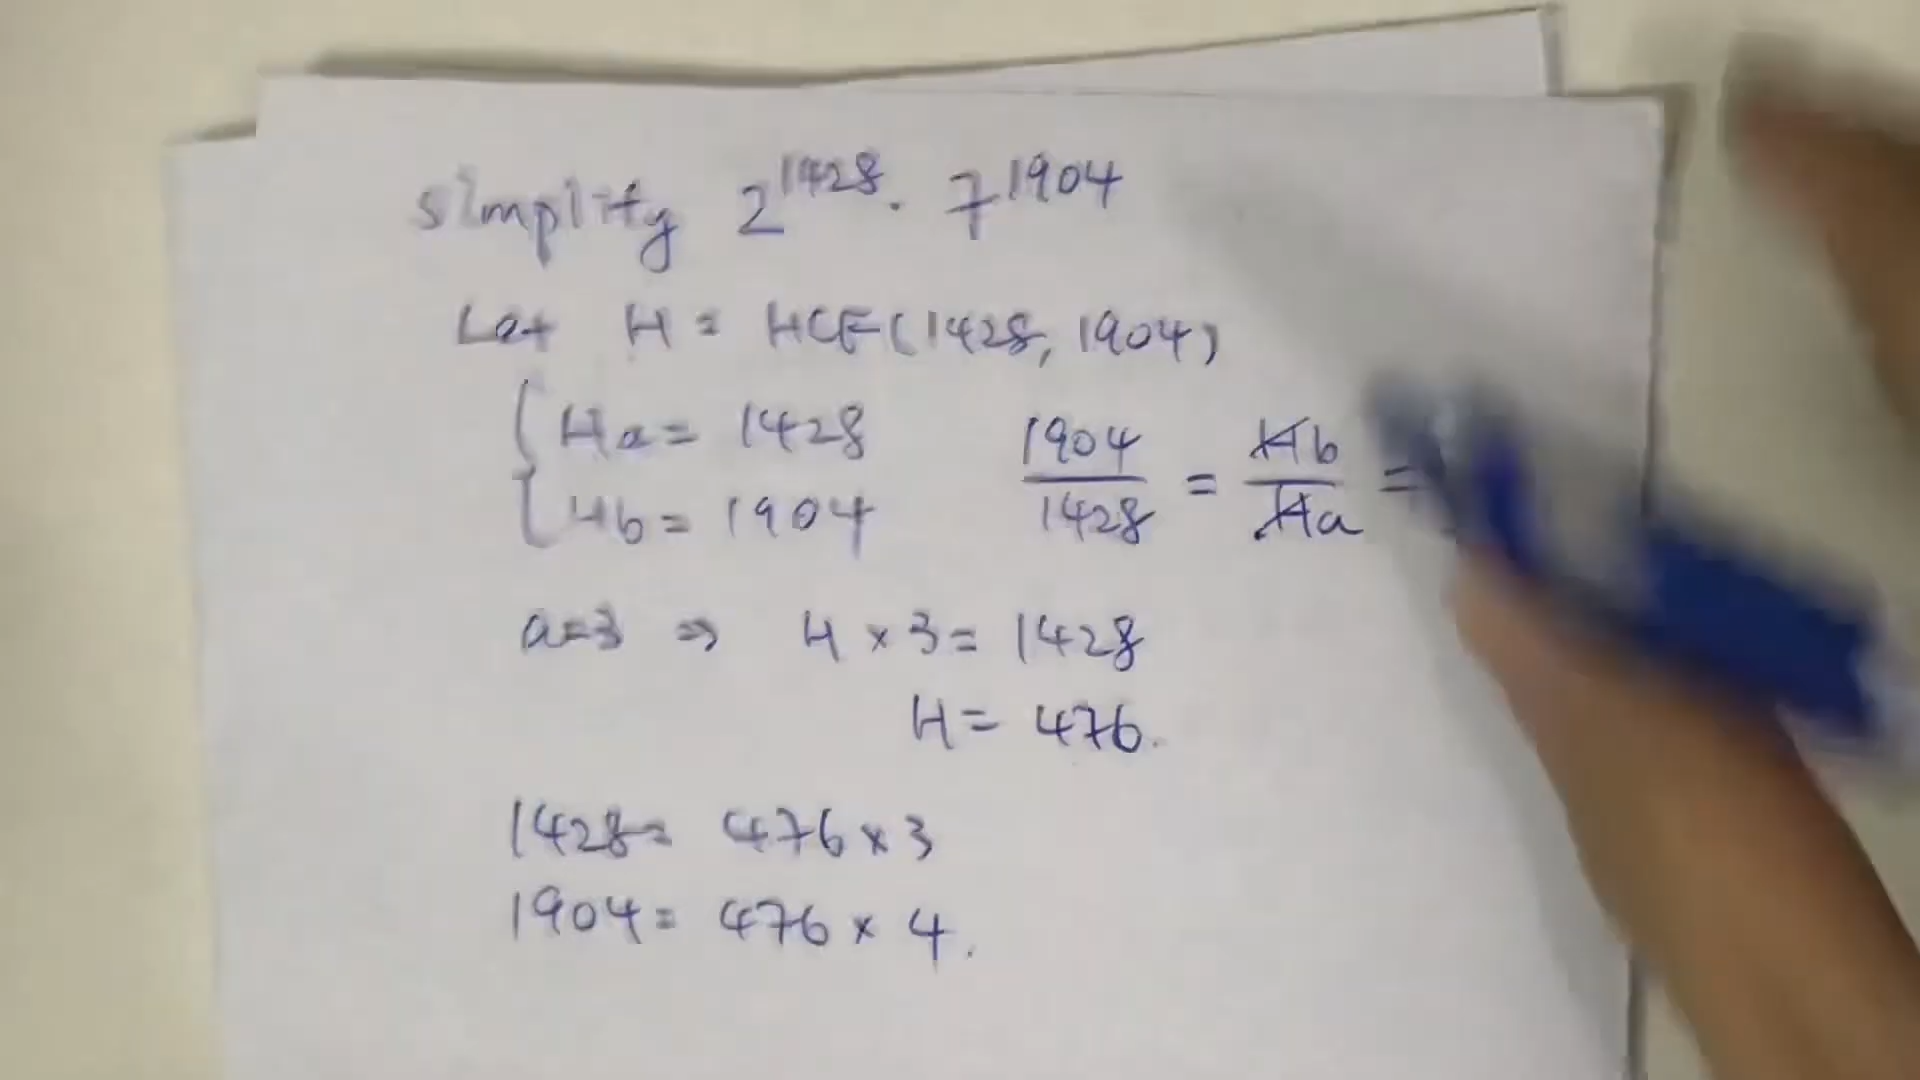 simplify 2^1428 . 7^1904
Let H = HCF(1428, 1904)
Ha = 1428
Hb = 1904
1904/1428 = Hb/Ha =
a=3 ⇒ H × 3 = 1428
H = 476.
1428 = 476 × 3
1904 = 476 × 4.